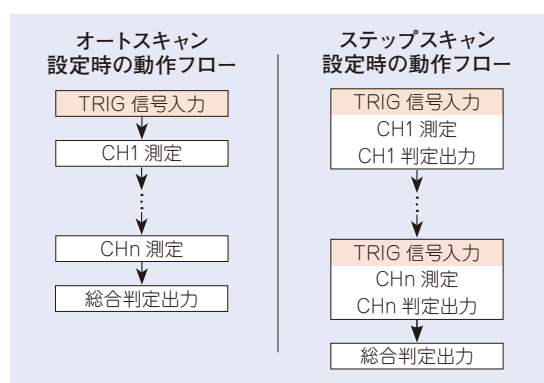 オートスキャン
設定時の動作フロー
TRIG 信号入力
CH1 測定
CHn 測定
総合判定出力
ステップスキャン
設定時の動作フロー
TRIG 信号入力
CH1 測定
CH1 判定出力
TRIG 信号入力
CHn 測定
CHn 判定出力
総合判定出力